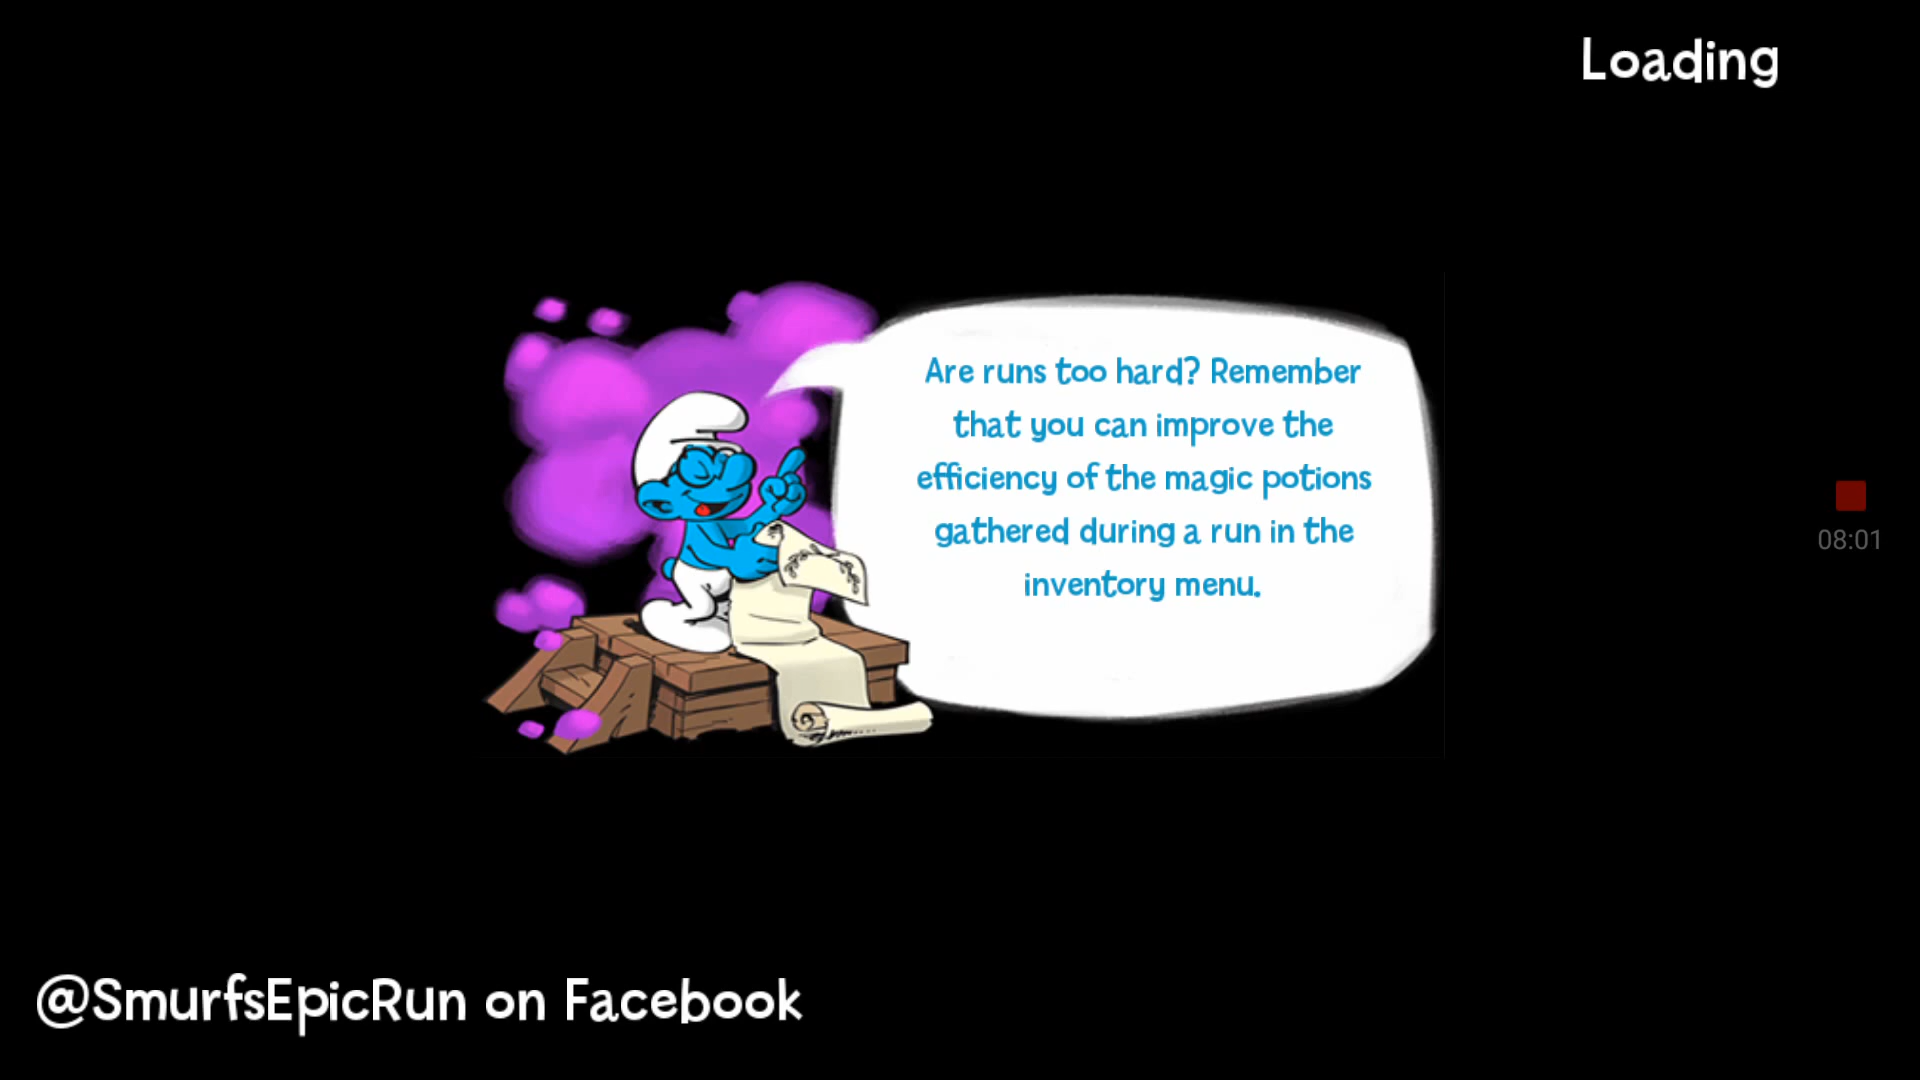 Loading
Are runs too hard? Remember
that you can improve the
efficiency of the magic potions
gathered during a run in the
inventory menu.
08:01
@SmurfsEpicRun on Facebook